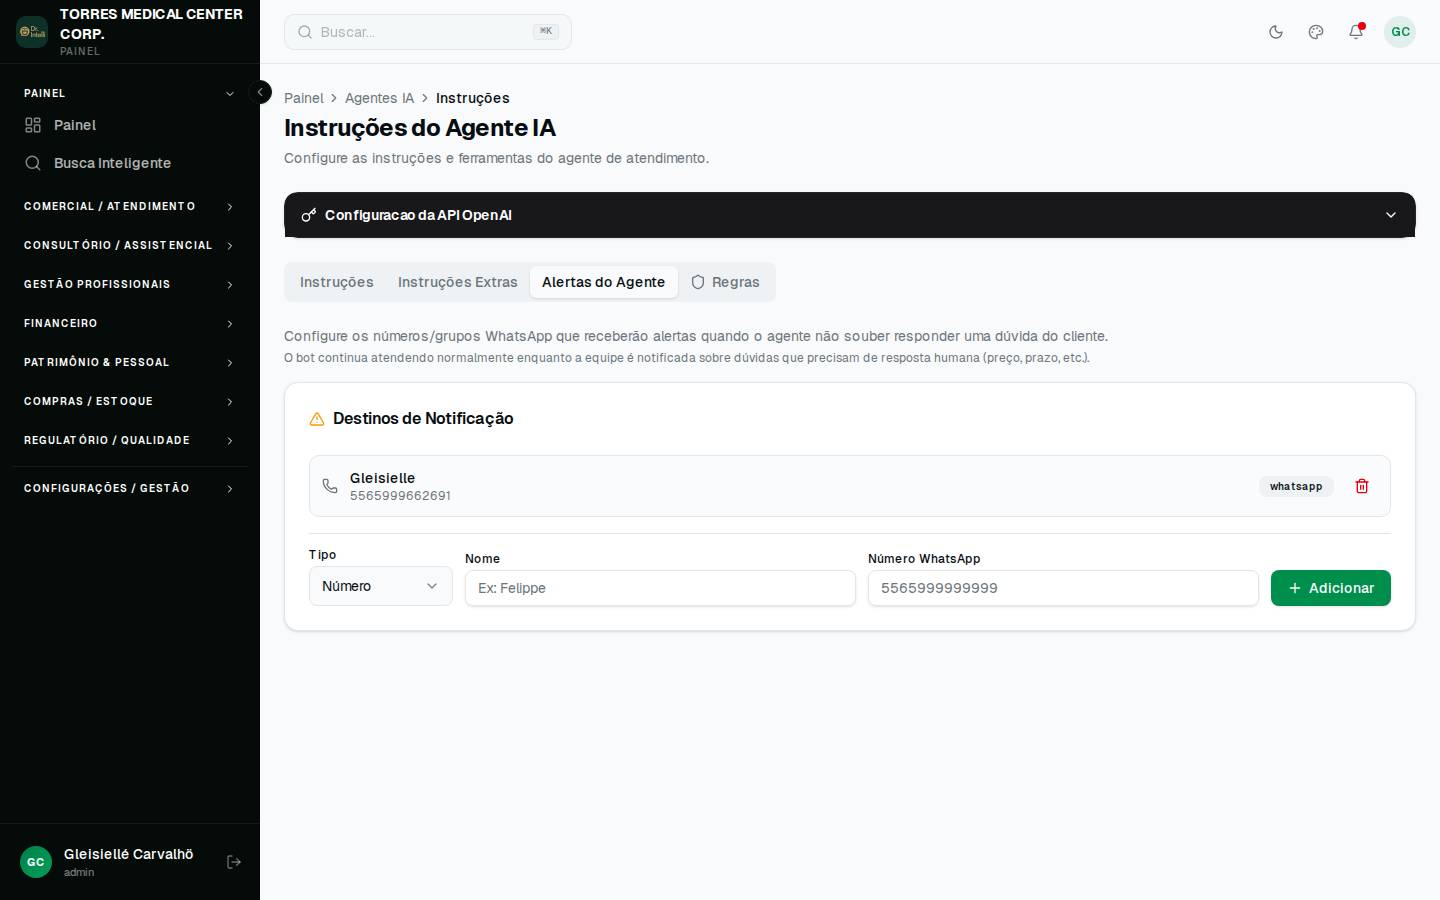 TORRES MEDICAL CENTER
CORP.
PAINEL
PAINEL
Painel
Busca Inteligente
COMERCIAL / ATENDIMENTO
CONSULTÓRIO / ASSISTENCIAL
GESTÃO PROFISSIONAIS
FINANCEIRO
PATRIMÔNIO & PESSOAL
COMPRAS / ESTOQUE
REGULATÓRIO / QUALIDADE
CONFIGURAÇÕES / GESTÃO
GC
Gleisiellé Carvalhö
admin
Buscar...
⌘K
GC
Painel > Agentes IA > Instruções
Instruções do Agente IA
Configure as instruções e ferramentas do agente de atendimento.
Configuracao da API OpenAI
Instruções
Instruções Extras
Alertas do Agente
Regras
Configure os números/grupos WhatsApp que receberão alertas quando o agente não souber responder uma dúvida do cliente.
O bot continua atendendo normalmente enquanto a equipe é notificada sobre dúvidas que precisam de resposta humana (preço, prazo, etc.).
Destinos de Notificação
Gleisielle
5565999662691
whatsapp
Tipo
Número
Nome
Ex: Felippe
Número WhatsApp
5565999999999
Adicionar